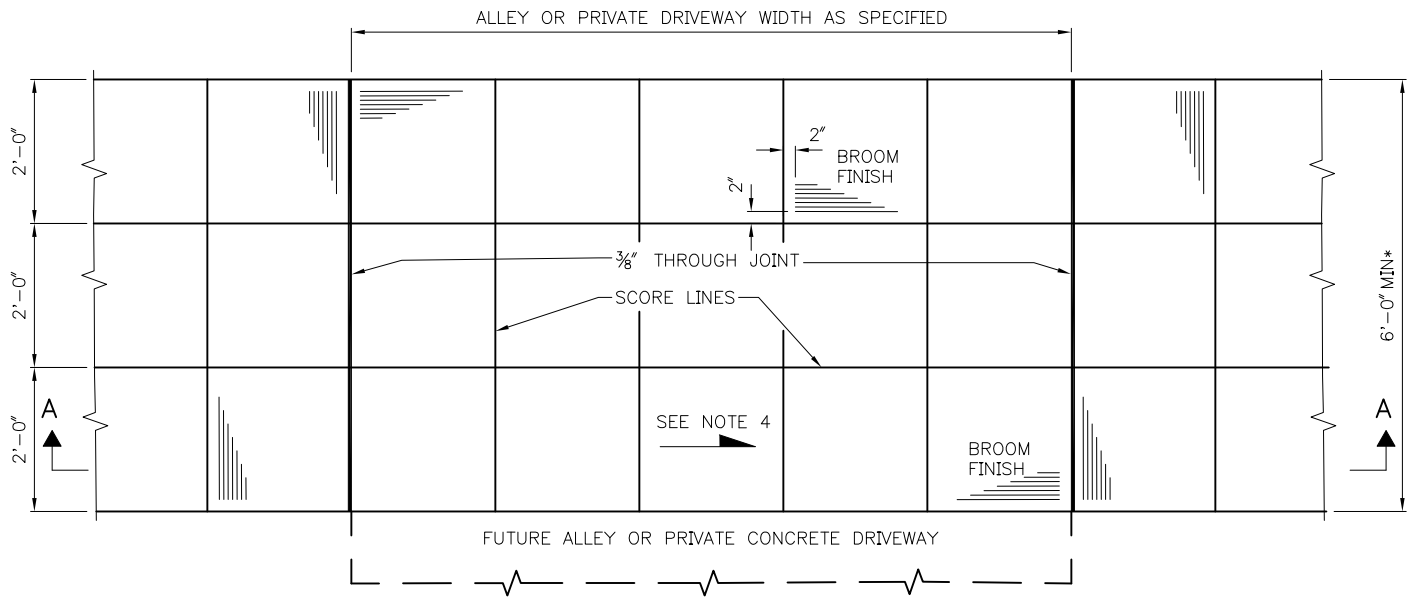 ALLEY OR PRIVATE DRIVEWAY WIDTH AS SPECIFIED
2'-0"
2"
BROOM
FINISH
2"
2'-0"
3/8" THROUGH JOINT
SCORE LINES
6'-0" MIN*
2'-0"
A
SEE NOTE 4
A
BROOM
FINISH
FUTURE ALLEY OR PRIVATE CONCRETE DRIVEWAY